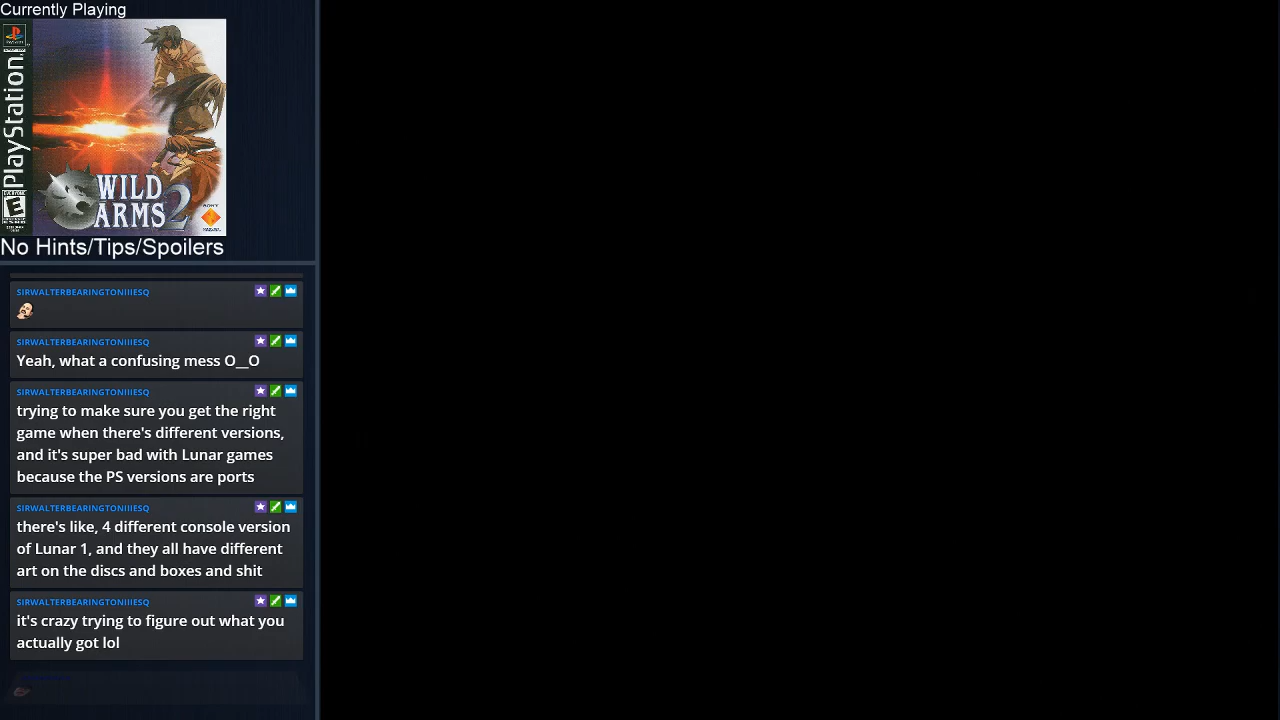 Currently Playing
PlayStation
WILD
ARMS 2
E
SONY
No Hints/Tips/Spoilers
SIRWALTERBEARINGTONIIIESQ
SIRWALTERBEARINGTONIIIESQ
Yeah, what a confusing mess O__O
SIRWALTERBEARINGTONIIIESQ
trying to make sure you get the right
game when there's different versions,
and it's super bad with Lunar games
because the PS versions are ports
SIRWALTERBEARINGTONIIIESQ
there's like, 4 different console version
of Lunar 1, and they all have different
art on the discs and boxes and shit
SIRWALTERBEARINGTONIIIESQ
it's crazy trying to figure out what you
actually got lol